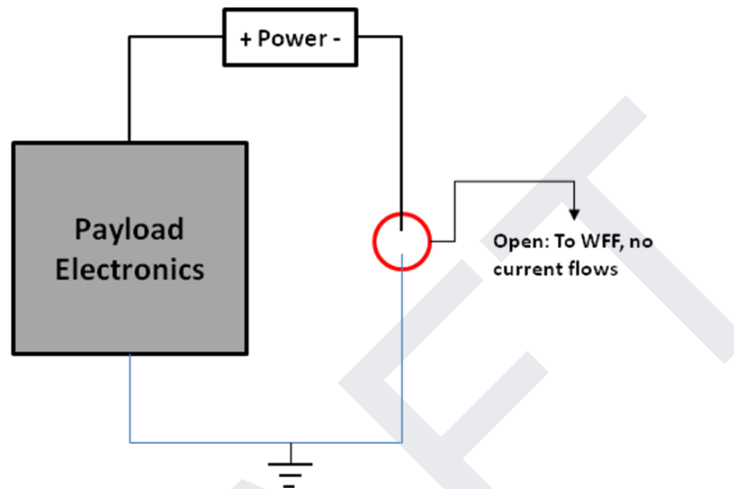 + Power -
Payload
Electronics
Open: To WFF, no
current flows